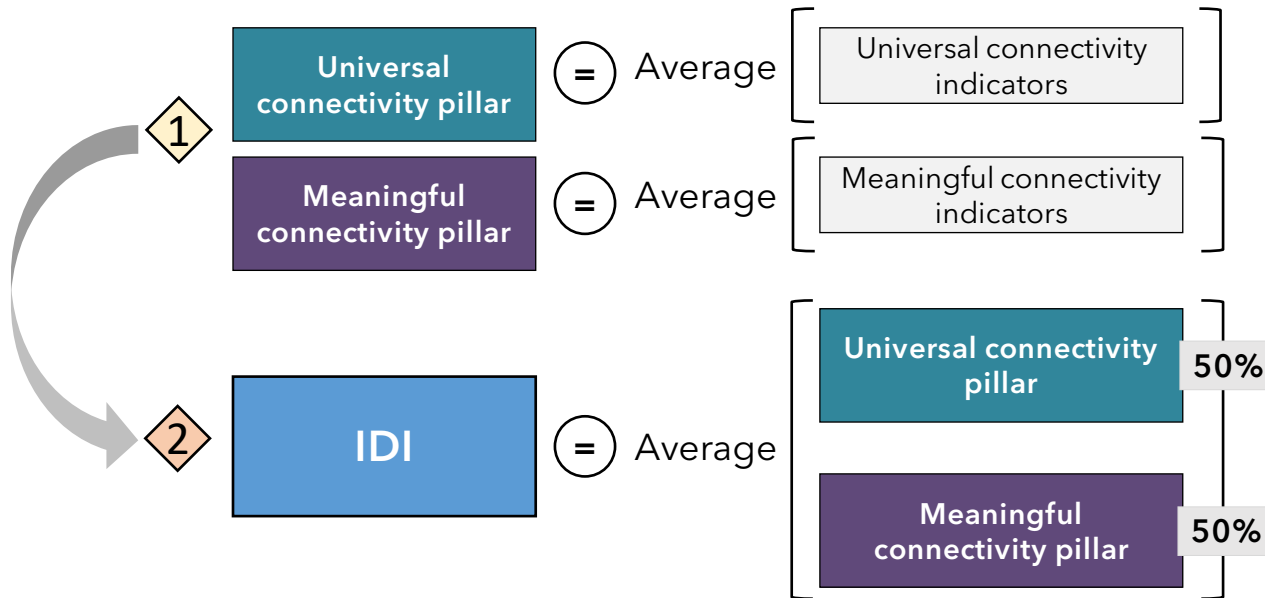 1
Universal
connectivity pillar
=
Average
Universal connectivity
indicators
Meaningful
connectivity pillar
=
Average
Meaningful connectivity
indicators
2
IDI
=
Average
Universal connectivity
pillar
50%
Meaningful
connectivity pillar
50%